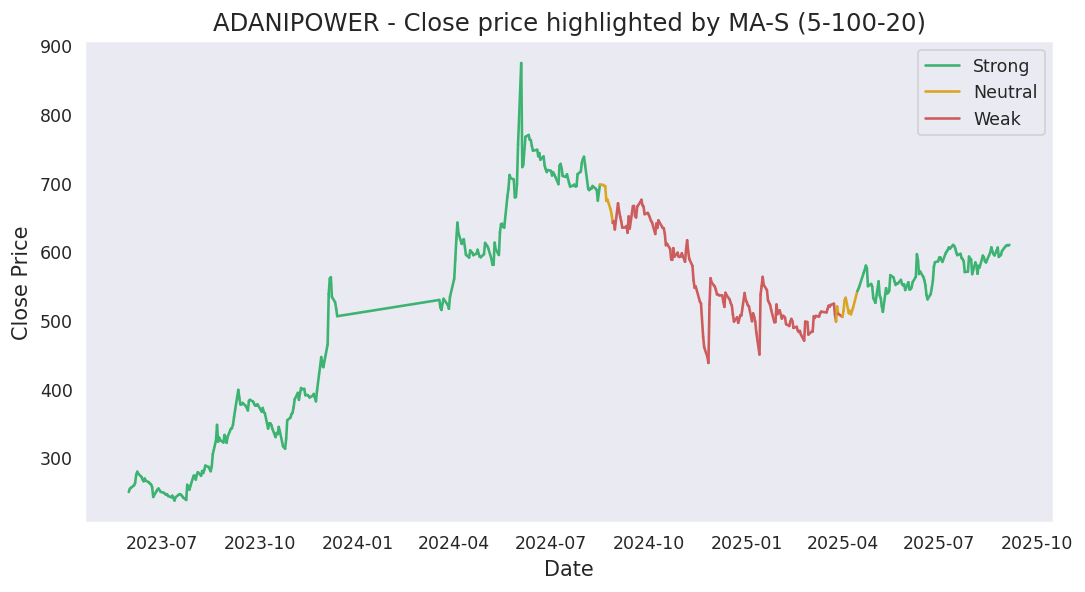 ADANIPOWER - Close price highlighted by MA-S (5-100-20)
Strong
Neutral
Weak
Close Price
900
800
700
600
500
400
300
2023-07 2023-10 2024-01 2024-04 2024-07 2024-10 2025-01 2025-04 2025-07 2025-10
Date